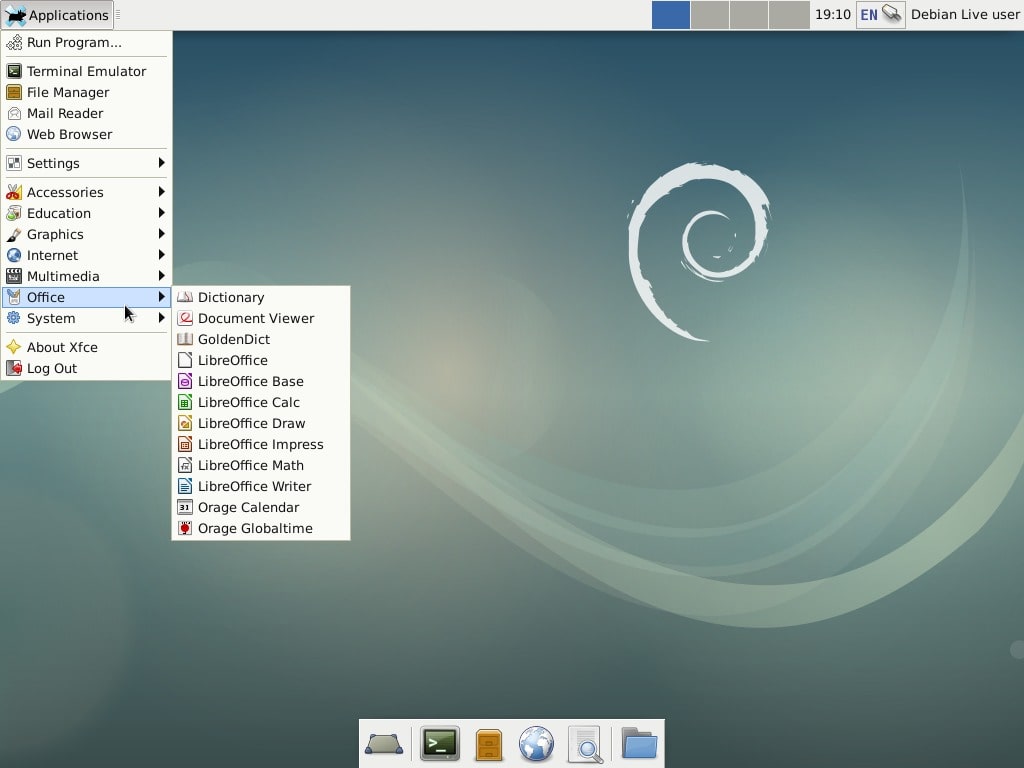 Applications
19:10
EN
Debian Live user
Run Program...
Terminal Emulator
File Manager
Mail Reader
Web Browser
Settings
Accessories
Education
Graphics
Internet
Multimedia
Office
System
About Xfce
Log Out
Dictionary
Document Viewer
GoldenDict
LibreOffice
LibreOffice Base
LibreOffice Calc
LibreOffice Draw
LibreOffice Impress
LibreOffice Math
LibreOffice Writer
31
Orage Calendar
Orage Globaltime
>_